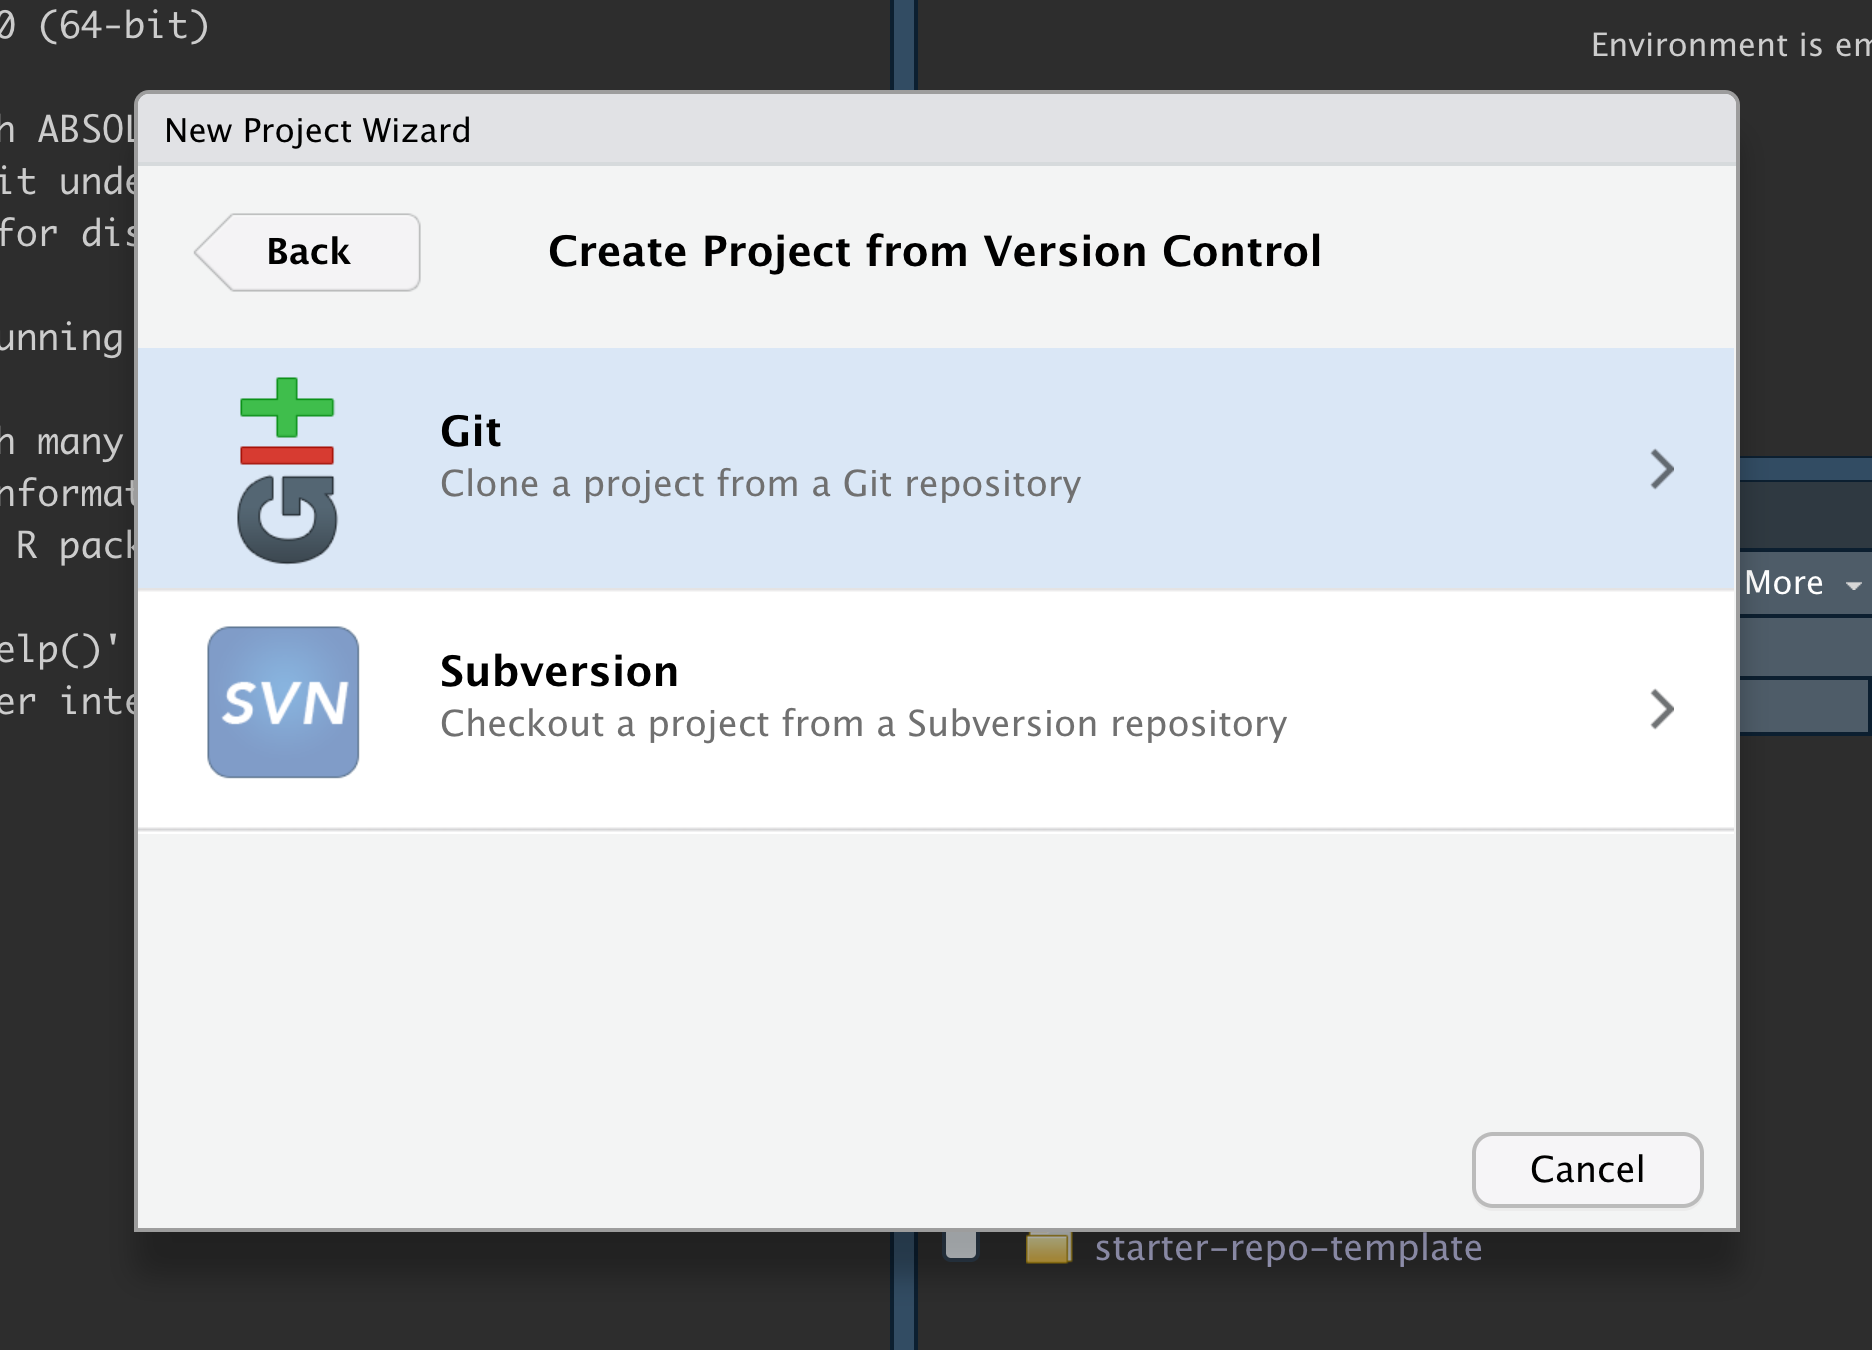 0 (64-bit)
Environment is em
h ABSOL
it unde
for dis
unning
h many
nformat
R pack
elp()'
er inte
New Project Wizard
Back
Create Project from Version Control
Git
Git
Clone a project from a Git repository
SVN
Subversion
Checkout a project from a Subversion repository
More
Cancel
starter-repo-template